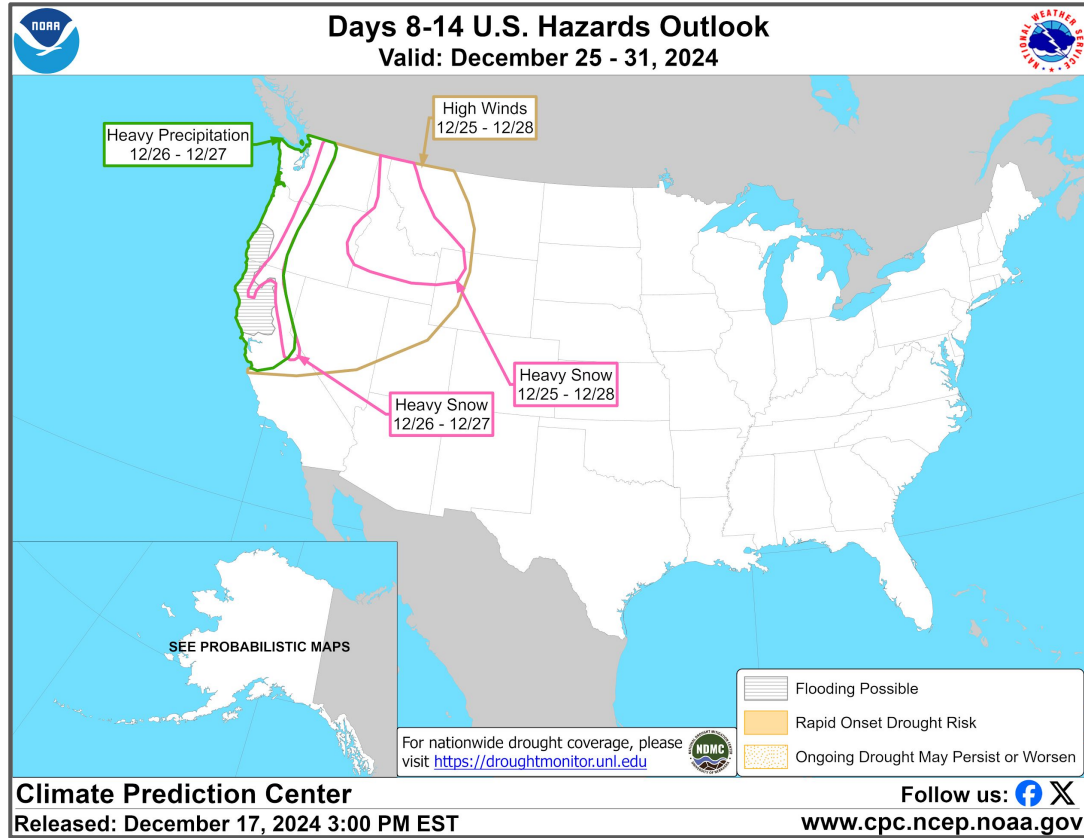 NOAA
Days 8-14 U.S. Hazards Outlook
Valid: December 25 - 31, 2024
NATIONAL WEATHER SERVICE
High Winds
12/25 - 12/28
Heavy Precipitation
12/26 - 12/27
Heavy Snow
12/25 - 12/28
Heavy Snow
12/26 - 12/27
SEE PROBABILISTIC MAPS
Flooding Possible
Rapid Onset Drought Risk
Ongoing Drought May Persist or Worsen
For nationwide drought coverage, please
visit https://droughtmonitor.unl.edu
NDMC
Climate Prediction Center
Follow us:
Released: December 17, 2024 3:00 PM EST
www.cpc.ncep.noaa.gov